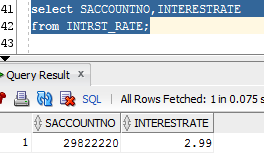 41 select SACCOUNTNO,INTERESTRATE
42 from INTRST_RATE;
43
Query Result x
SQL | All Rows Fetched: 1 in 0.075 s
SACCOUNTNO INTERESTRATE
1 29822220 2.99